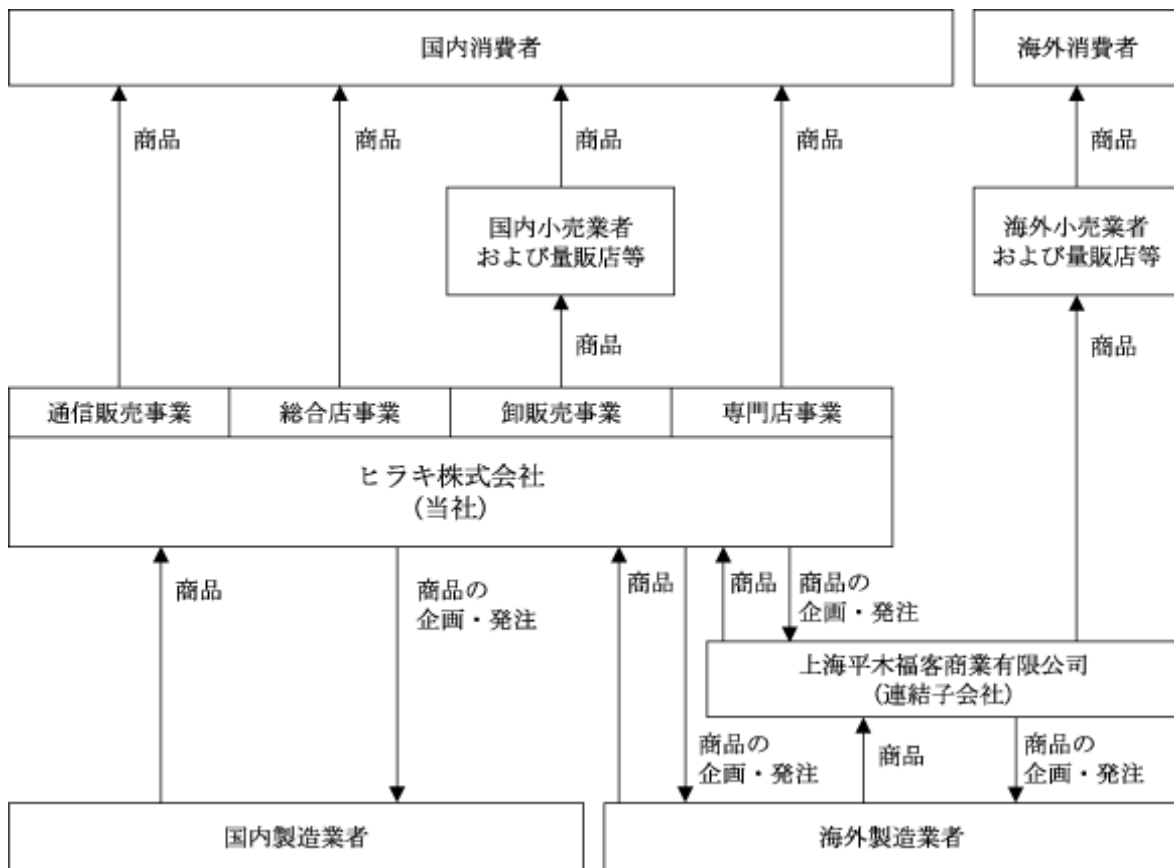 国内消費者
海外消費者
商品
商品
商品
商品
商品
国内小売業者
および量販店等
海外小売業者
および量販店等
商品
商品
通信販売事業
総合店事業
卸販売事業
専門店事業
ヒラキ株式会社
(当社)
商品
商品の
企画・発注
商品
商品
商品の
企画・発注
上海平木福客商業有限公司
(連結子会社)
商品の
企画・発注
商品
商品の
企画・発注
国内製造業者
海外製造業者